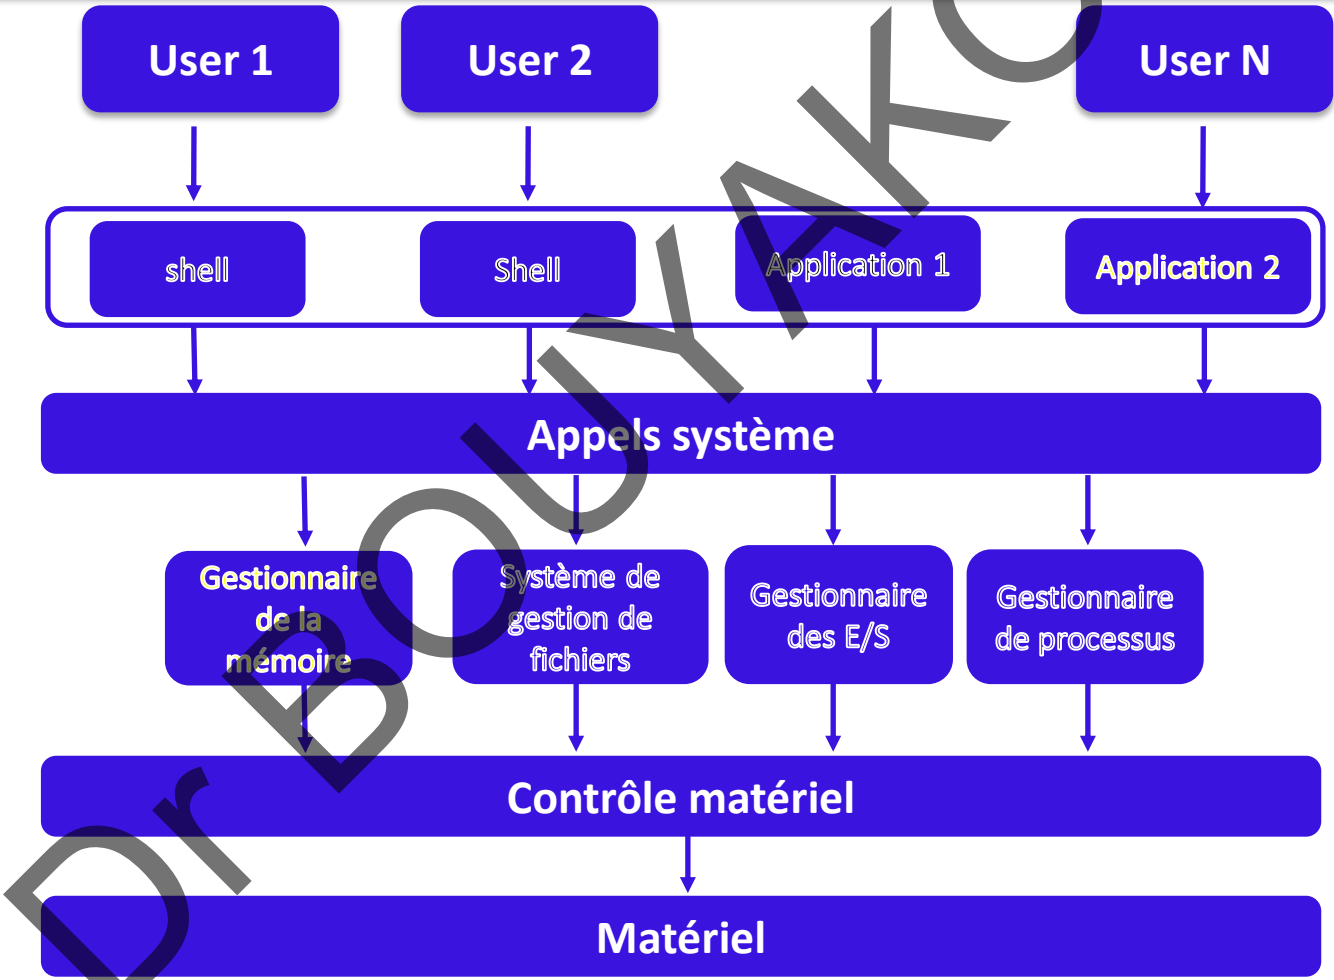 User 1
User 2
User N
shell
Shell
Application 1
Application 2
Appels système
Gestionnaire
de la
mémoire
Système de
gestion de
fichiers
Gestionnaire
des E/S
Gestionnaire
de processus
Contrôle matériel
Matériel
Dr BOUYAKO